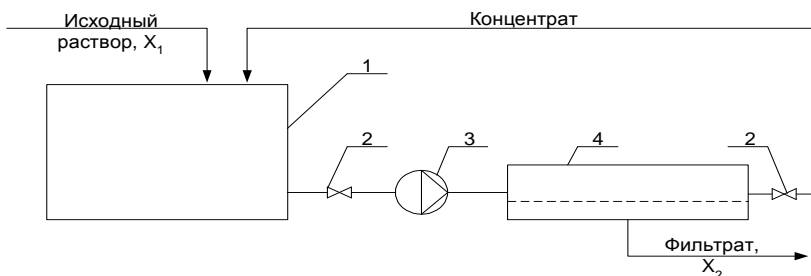 Исходный
раствор, X1
Концентрат
1
2
3
4
2
Фильтрат,
X2